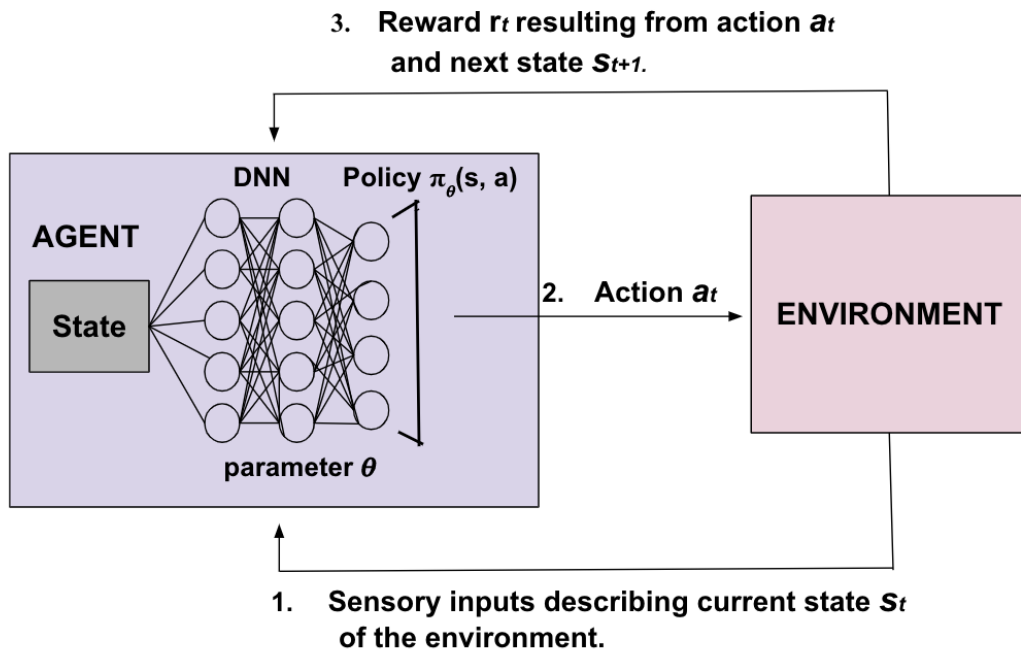 3. Reward rt resulting from action at
and next state st+1.
DNN
Policy πθ(s, a)
AGENT
State
parameter θ
2. Action at
ENVIRONMENT
1. Sensory inputs describing current state st
of the environment.